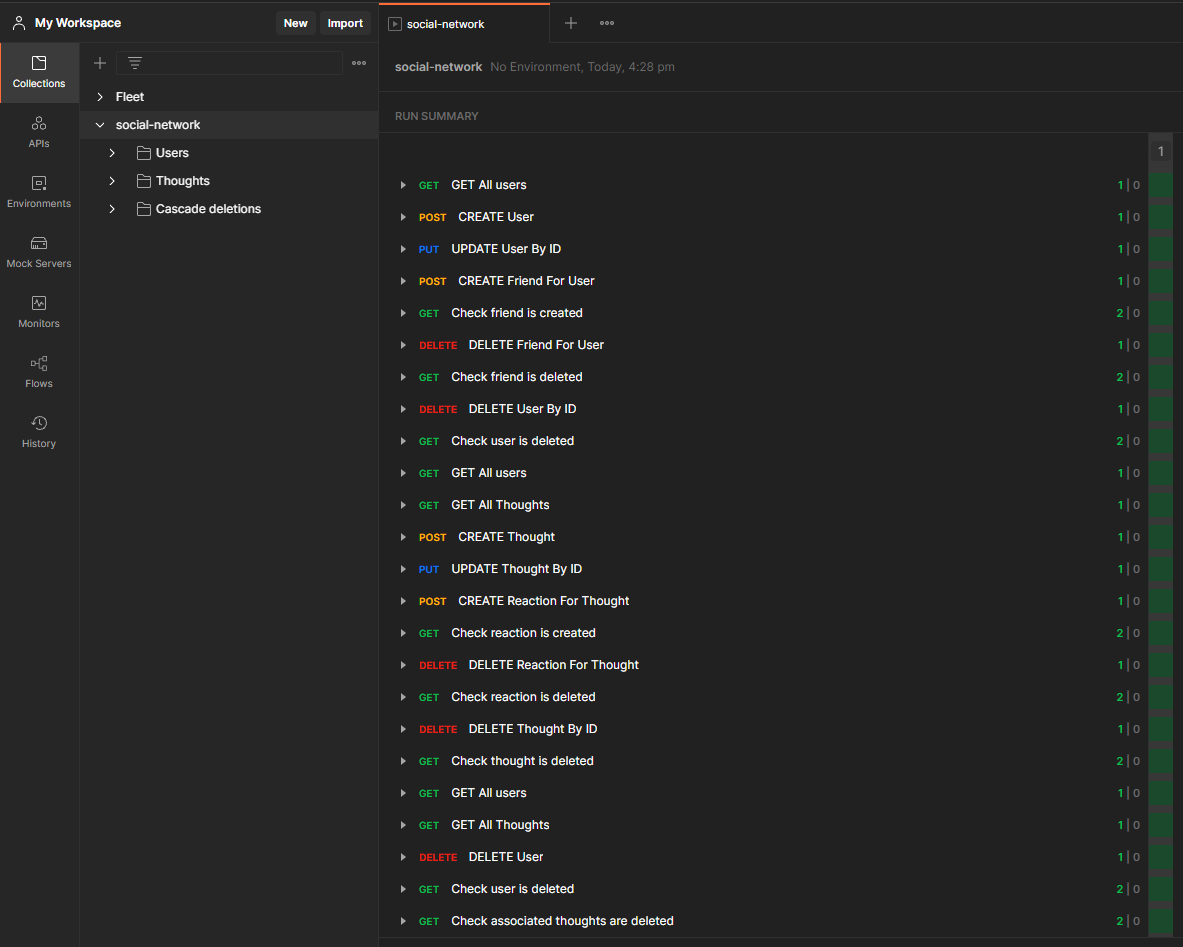 My Workspace
New
Import
Collections
APIs
Environments
Mock Servers
Monitors
Flows
History
Fleet
social-network
Users
Thoughts
Cascade deletions
social-network
social-network No Environment, Today, 4:28 pm
RUN SUMMARY
1
GET GET All users 1 | 0
POST CREATE User 1 | 0
PUT UPDATE User By ID 1 | 0
POST CREATE Friend For User 1 | 0
GET Check friend is created 2 | 0
DELETE DELETE Friend For User 1 | 0
GET Check friend is deleted 2 | 0
DELETE DELETE User By ID 1 | 0
GET Check user is deleted 2 | 0
GET GET All users 1 | 0
GET GET All Thoughts 1 | 0
POST CREATE Thought 1 | 0
PUT UPDATE Thought By ID 1 | 0
POST CREATE Reaction For Thought 1 | 0
GET Check reaction is created 2 | 0
DELETE DELETE Reaction For Thought 1 | 0
GET Check reaction is deleted 2 | 0
DELETE DELETE Thought By ID 1 | 0
GET Check thought is deleted 2 | 0
GET GET All users 1 | 0
GET GET All Thoughts 1 | 0
DELETE DELETE User 1 | 0
GET Check user is deleted 2 | 0
GET Check associated thoughts are deleted 2 | 0